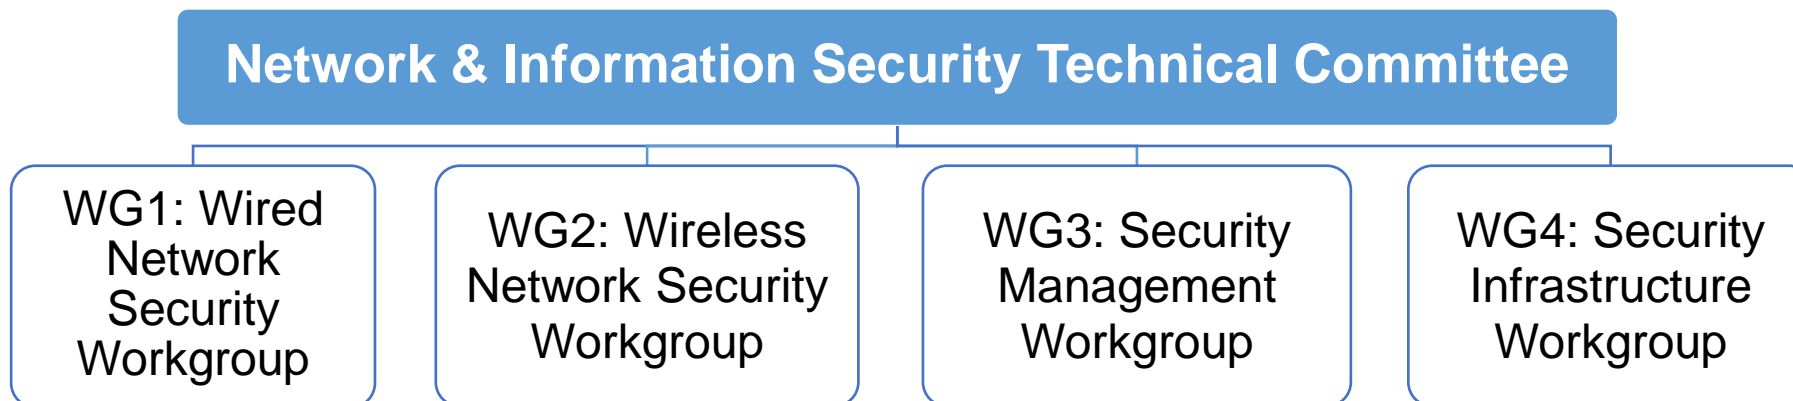 Network & Information Security Technical Committee
WG1: Wired
Network
Security
Workgroup
WG2: Wireless
Network Security
Workgroup
WG3: Security
Management
Workgroup
WG4: Security
Infrastructure
Workgroup